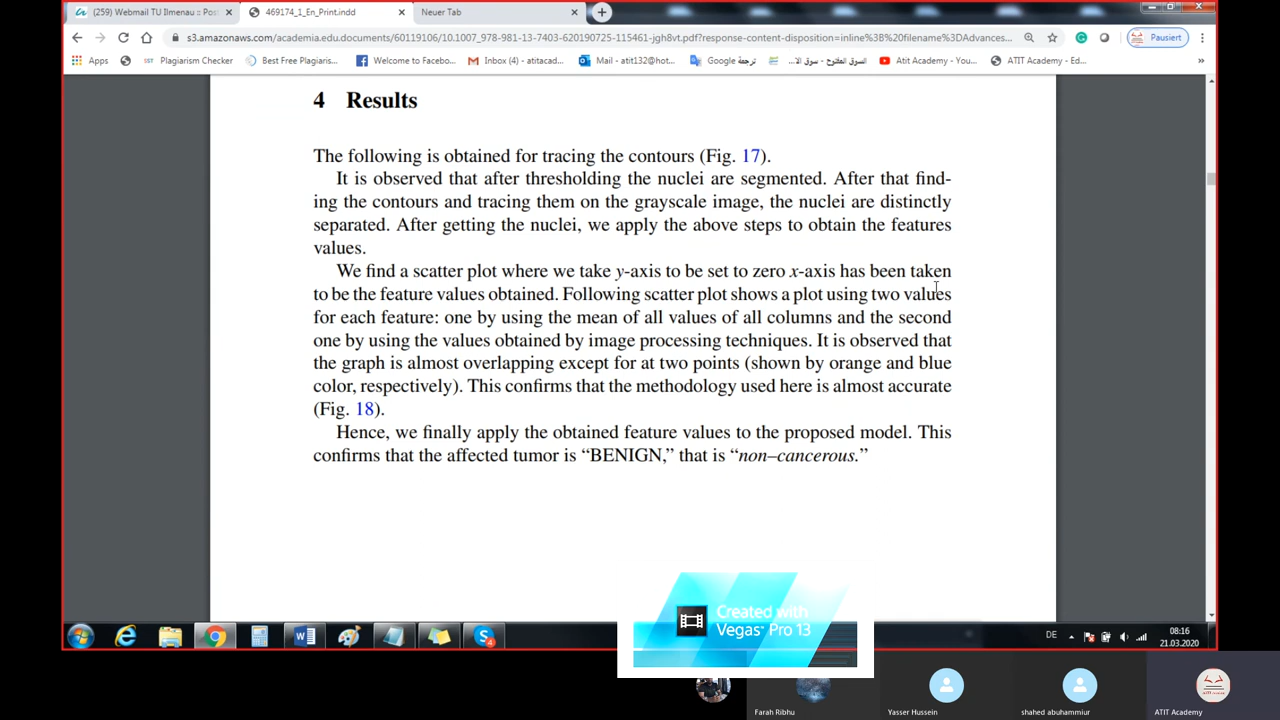 (259) Webmail TU Ilmenau :: Post
469174_1_En_Print.indd
Neuer Tab
s3.amazonaws.com/academia.edu.documents/60119106/10.1007_978-981-13-7403-620190725-115461-jgh8vt.pdf?response-content-disposition=inline%3B%20filename%3DAdvances...
Pausiert
Apps
SST
Plagiarism Checker
Best Free Plagiaris...
Welcome to Facebo...
Inbox (4) - atitacad...
Mail - atit132@hot...
ترجمة Google
السوق المفتوح - سوق الا...
Atit Academy - You...
ATIT Academy - Ed...
»
4 Results
The following is obtained for tracing the contours (Fig. 17).
It is observed that after thresholding the nuclei are segmented. After that find-
ing the contours and tracing them on the grayscale image, the nuclei are distinctly
separated. After getting the nuclei, we apply the above steps to obtain the features
values.
We find a scatter plot where we take y-axis to be set to zero x-axis has been taken
to be the feature values obtained. Following scatter plot shows a plot using two values
for each feature: one by using the mean of all values of all columns and the second
one by using the values obtained by image processing techniques. It is observed that
the graph is almost overlapping except for at two points (shown by orange and blue
color, respectively). This confirms that the methodology used here is almost accurate
(Fig. 18).
Hence, we finally apply the obtained feature values to the proposed model. This
confirms that the affected tumor is “BENIGN,” that is “non–cancerous.”
Created with
Vegas™ Pro 13
DE
08:16
21.03.2020
Farah Ribhu
Yasser Hussein
shahed abuhammiur
ATIT Academy